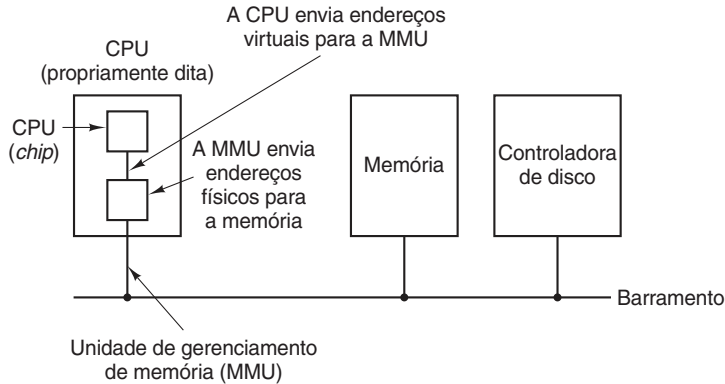 A CPU envia endereços
virtuais para a MMU
CPU
(propriamente dita)
CPU
(chip)
A MMU envia
endereços
físicos para
a memória
Memória
Controladora
de disco
Barramento
Unidade de gerenciamento
de memória (MMU)